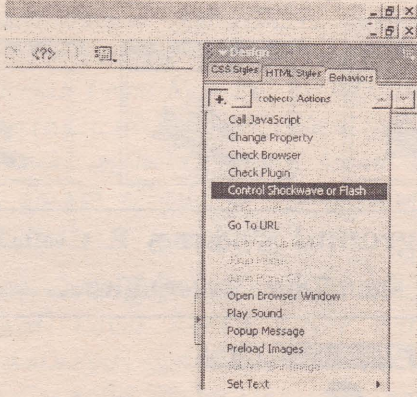 <?>
Design
CSS Styles HTML Styles Behaviors
+ - <object> Actions
Call JavaScript
Change Property
Check Browser
Check Plugin
Control Shockwave or Flash
Go To URL
Open Browser Window
Play Sound
Popup Message
Preload Images
Set Text